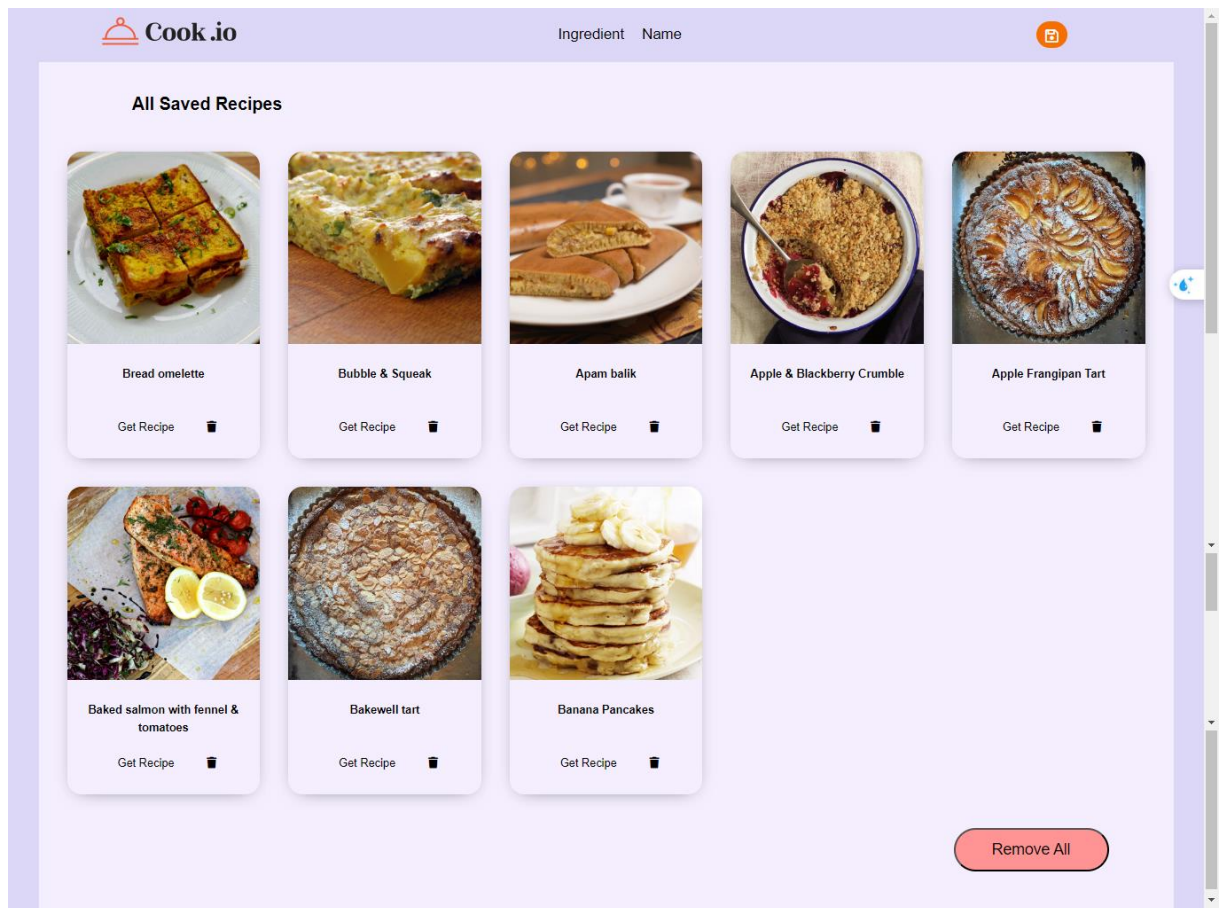 Cook.io
Ingredient Name
All Saved Recipes
Bread omelette
Get Recipe
Bubble & Squeak
Get Recipe
Apam balik
Get Recipe
Apple & Blackberry Crumble
Get Recipe
Apple Frangipan Tart
Get Recipe
Baked salmon with fennel &
tomatoes
Get Recipe
Bakewell tart
Get Recipe
Banana Pancakes
Get Recipe
Remove All